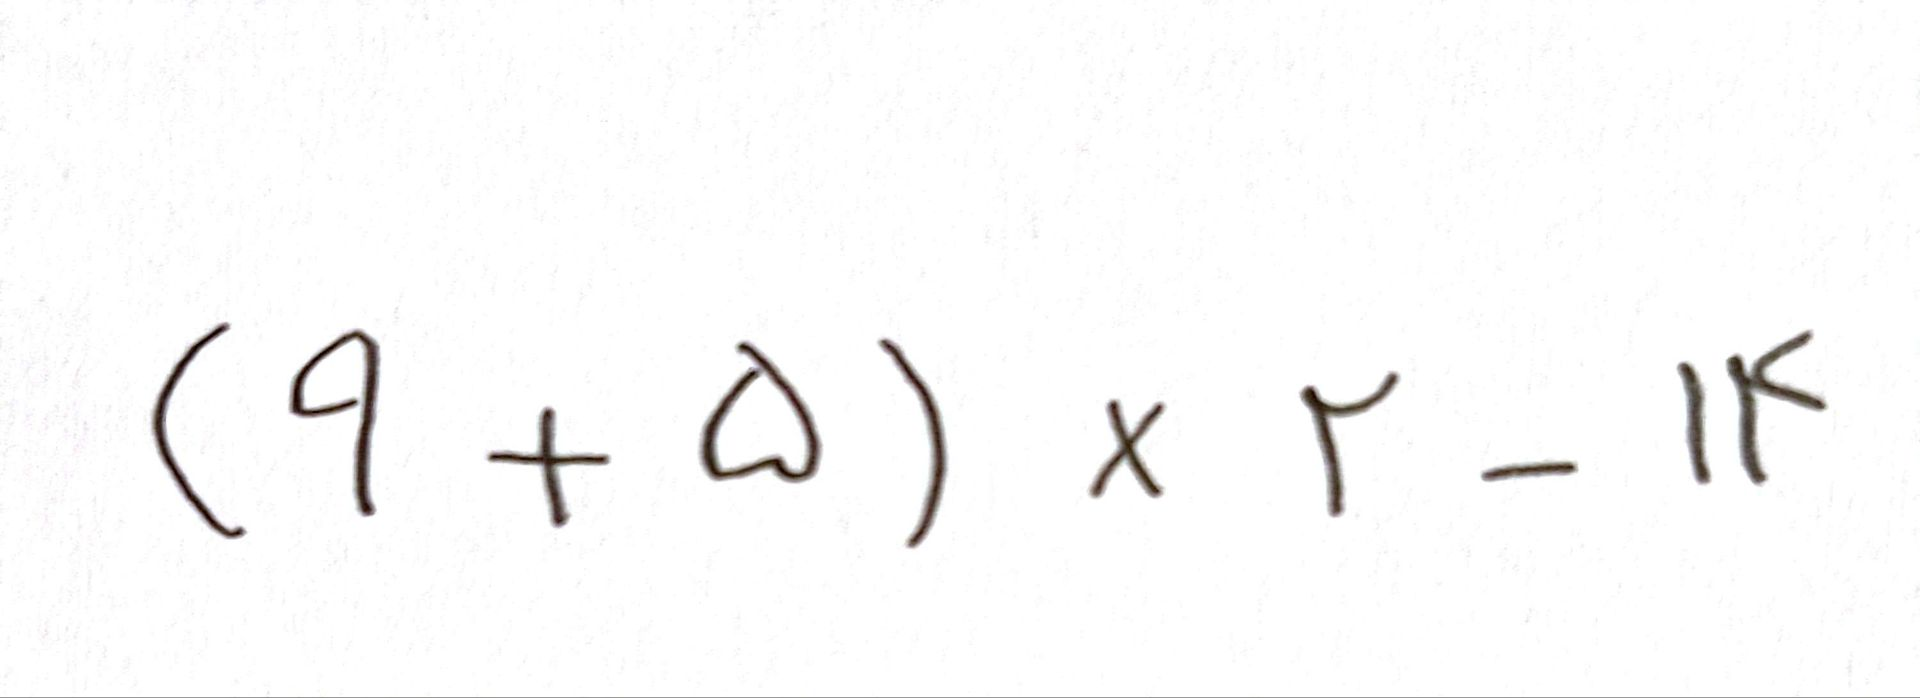 (۹ + ۵) × ۲ - ۱۴